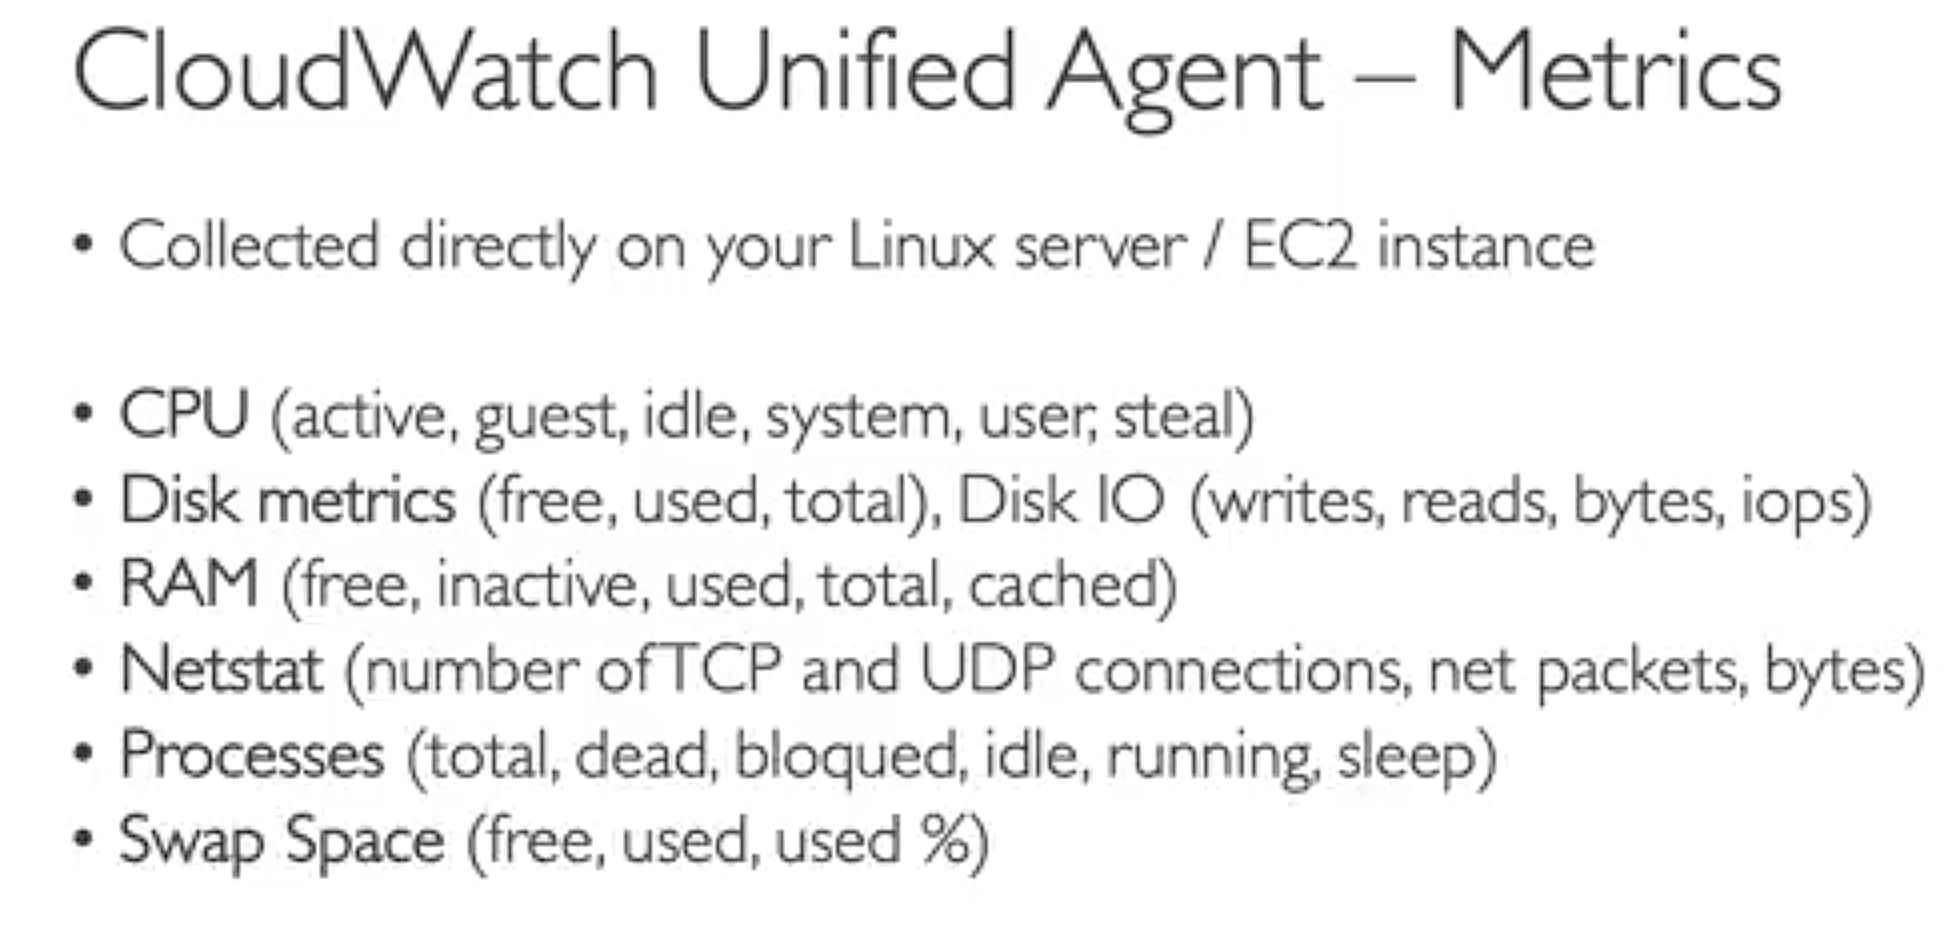 CloudWatch Unified Agent – Metrics
• Collected directly on your Linux server / EC2 instance
• CPU (active, guest, idle, system, user, steal)
• Disk metrics (free, used, total), Disk IO (writes, reads, bytes, iops)
• RAM (free, inactive, used, total, cached)
• Netstat (number of TCP and UDP connections, net packets, bytes)
• Processes (total, dead, bloqued, idle, running, sleep)
• Swap Space (free, used, used %)